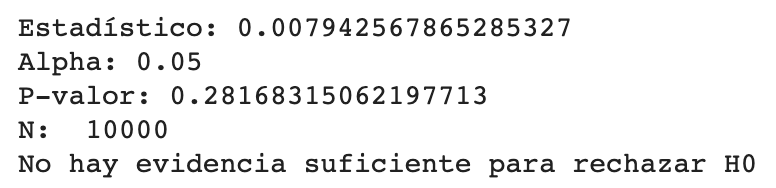 Estadístico: 0.007942567865285327
Alpha: 0.05
P-valor: 0.28168315062197713
N:  10000
No hay evidencia suficiente para rechazar H0